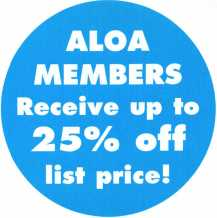 ALOA
MEMBERS
Receive up to
25% off
list price!